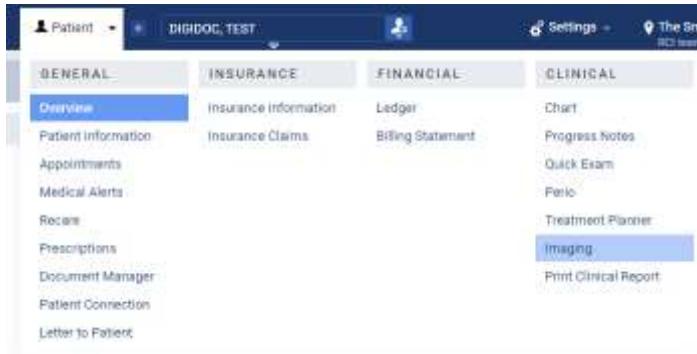 Patient
DIGIDOC, TEST
Settings
GENERAL
Overview
Patient Information
Appointments
Medical Alerts
Recare
Prescriptions
Document Manager
Patient Connection
Letter to Patient
INSURANCE
Insurance Information
Insurance Claims
FINANCIAL
Ledger
Billing Statement
CLINICAL
Chart
Progress Notes
Quick Exam
Perio
Treatment Planner
Imaging
Print Clinical Report